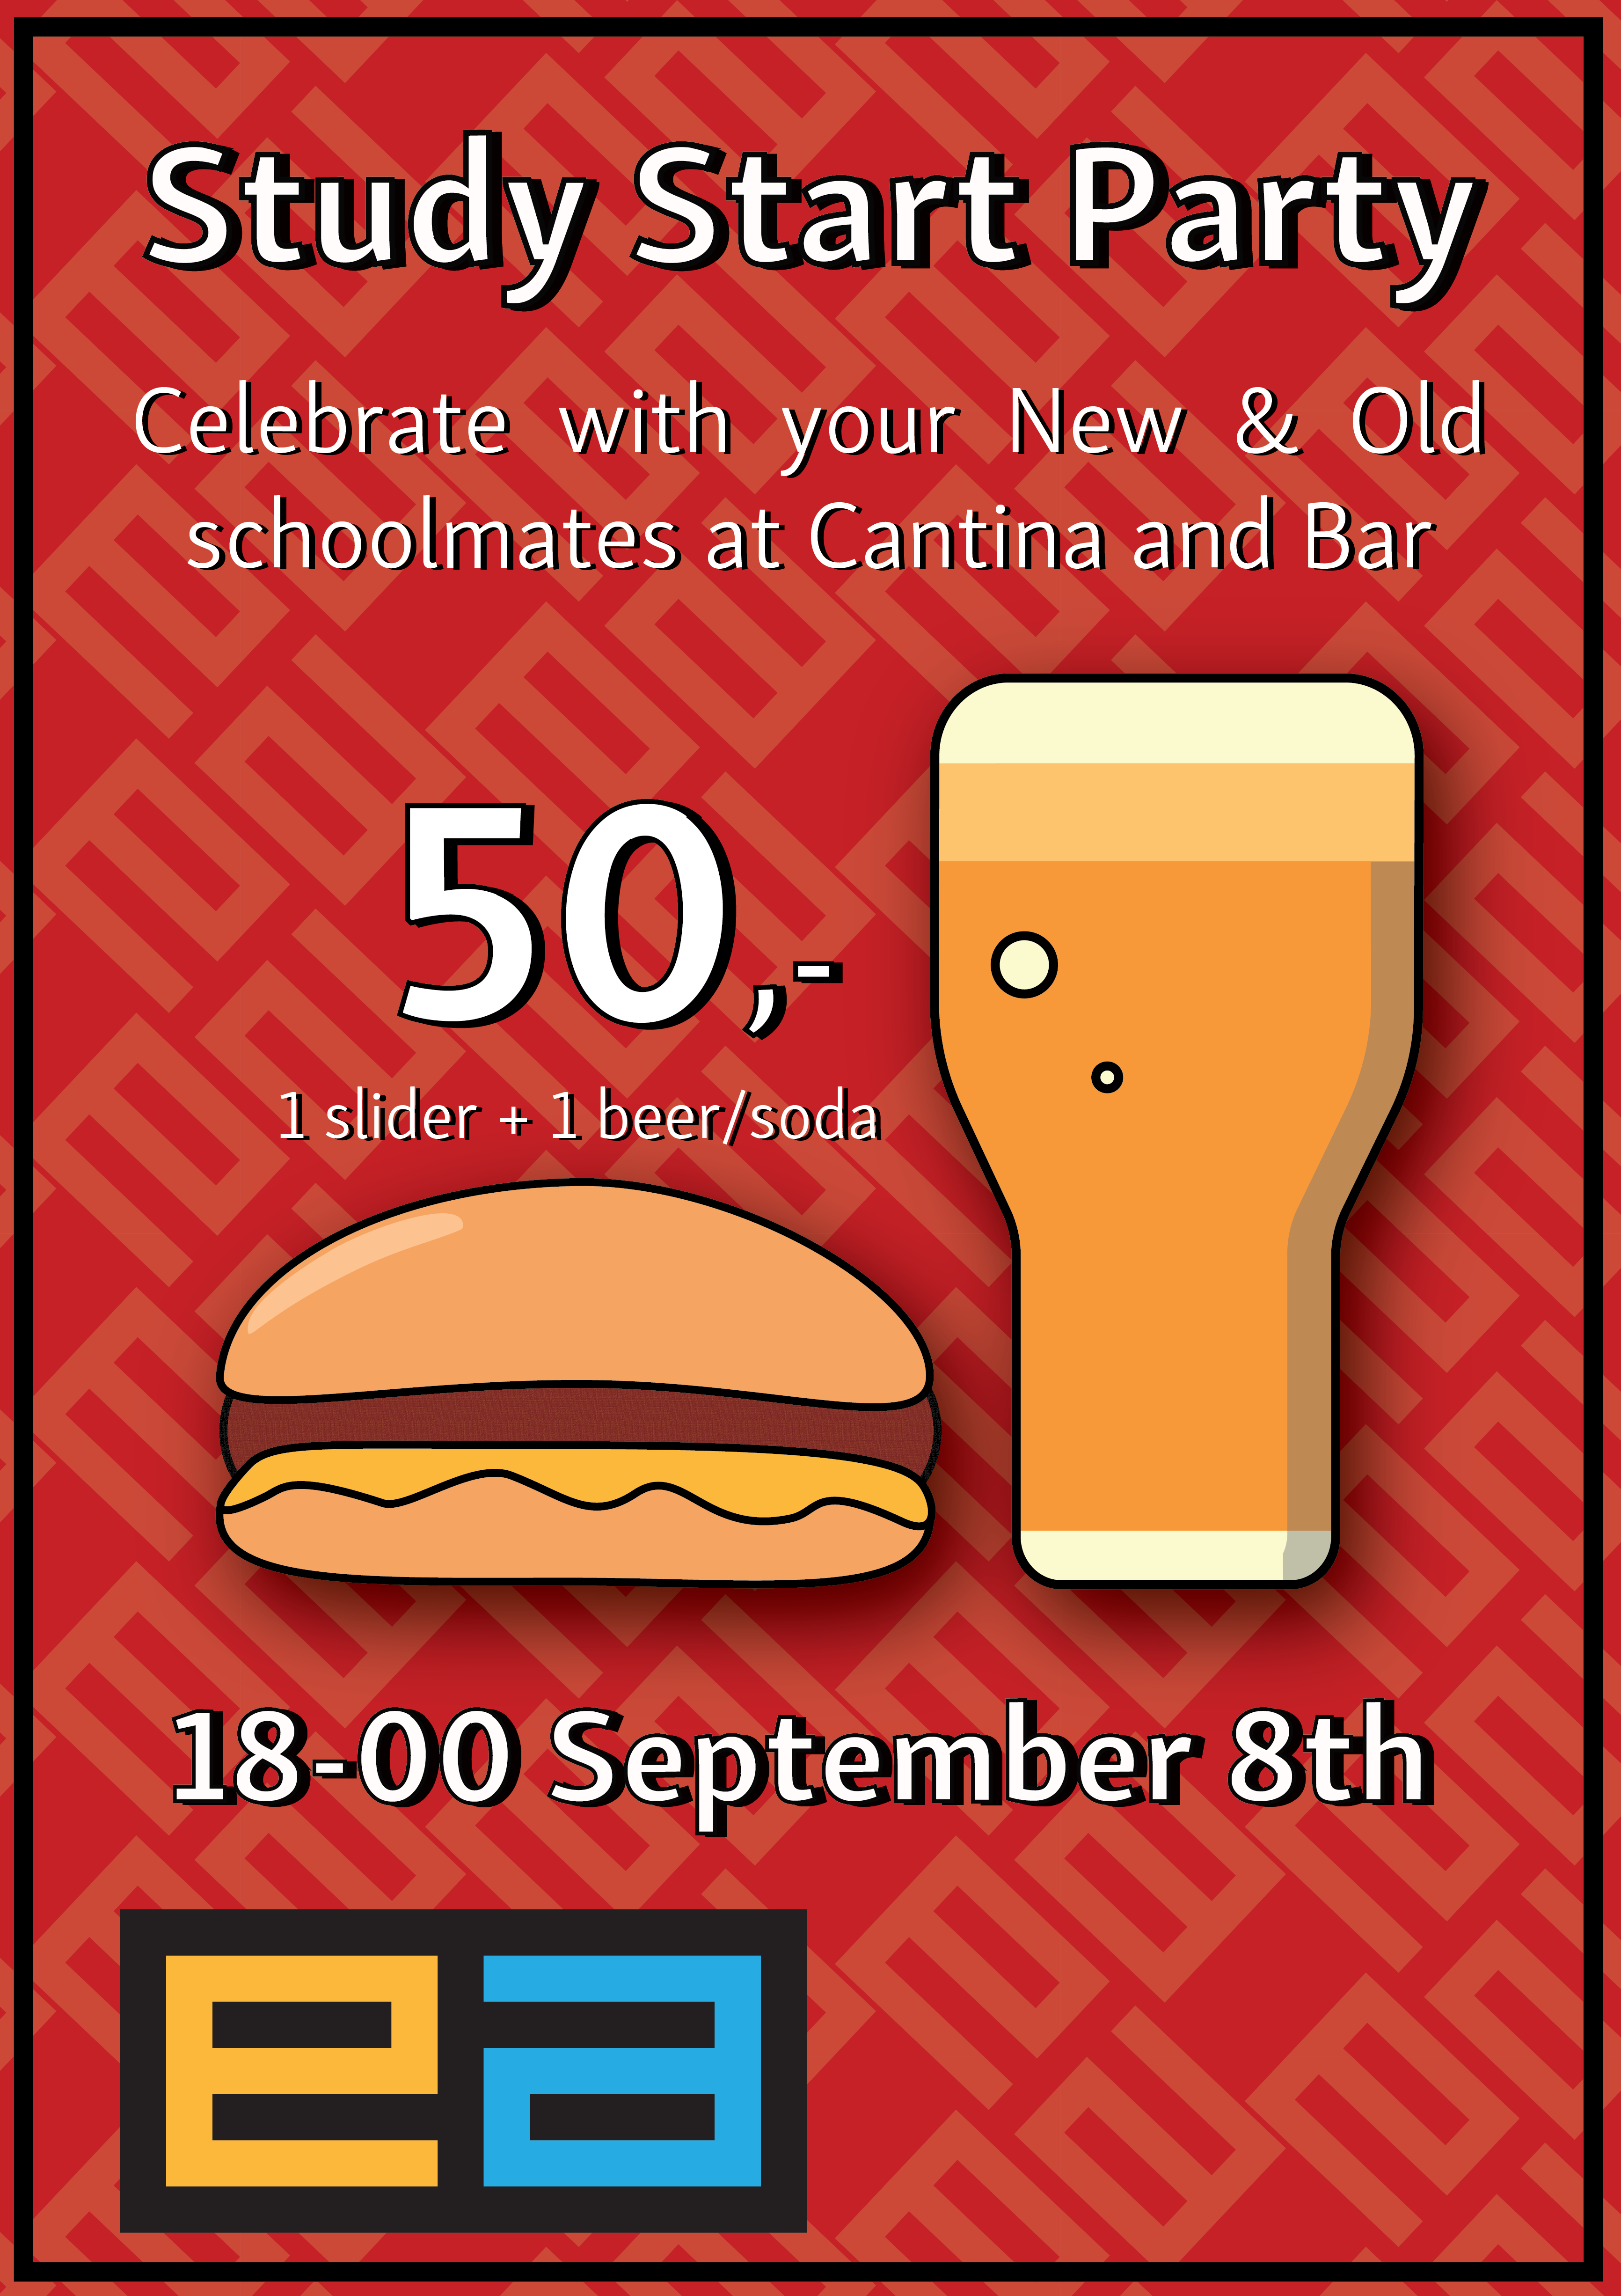 Study Start Party
Celebrate with your New & Old
schoolmates at Cantina and Bar
50,-
1 slider + 1 beer/soda
18-00 September 8th
ea